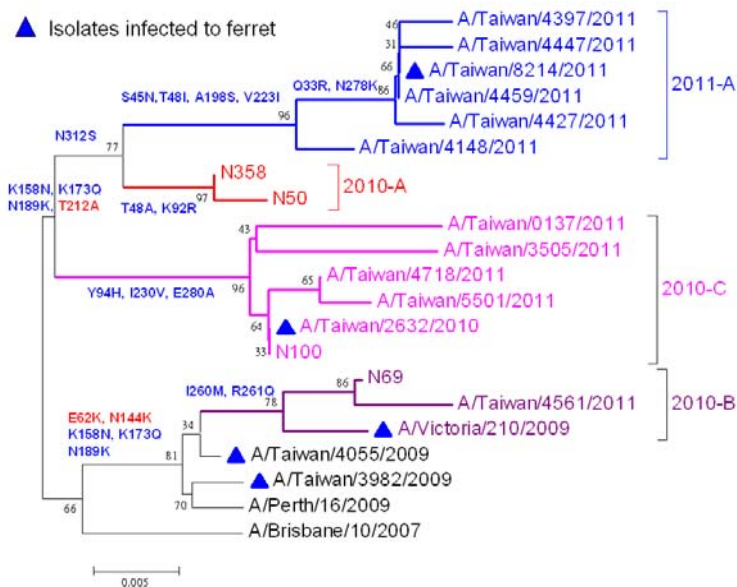 Isolates infected to ferret
46
A/Taiwan/4397/2011
31
A/Taiwan/4447/2011
66
A/Taiwan/8214/2011
2011-A
Q33R, N278K
86
A/Taiwan/4459/2011
S45N,T48I, A198S, V223I
96
A/Taiwan/4427/2011
N312S
77
A/Taiwan/4148/2011
N358
2010-A
K158N, K173Q
N189K, T212A
97
N50
T48A, K92R
A/Taiwan/0137/2011
43
A/Taiwan/3505/2011
Y94H, I230V, E280A
96
65
A/Taiwan/4718/2011
2010-C
A/Taiwan/5501/2011
64
A/Taiwan/2632/2010
33
N100
86
N69
I260M, R261Q
78
A/Taiwan/4561/2011
2010-B
E62K, N144K
K158N, K173Q
N189K
34
A/Victoria/210/2009
81
A/Taiwan/4055/2009
A/Taiwan/3982/2009
70
A/Perth/16/2009
66
A/Brisbane/10/2007
0.005